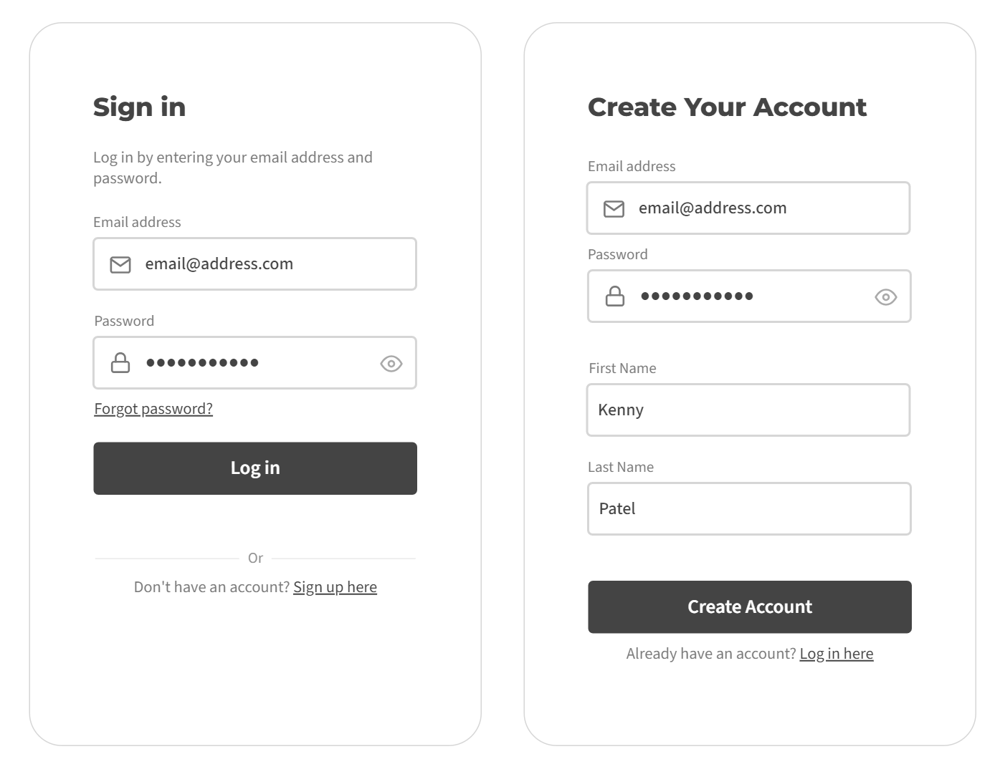 Sign in
Log in by entering your email address and
password.
Email address
email@address.com
Password
●●●●●●●●●●●
Forgot password?
Log in
Or
Don't have an account? Sign up here
Create Your Account
Email address
email@address.com
Password
●●●●●●●●●●●
First Name
Kenny
Last Name
Patel
Create Account
Already have an account? Log in here